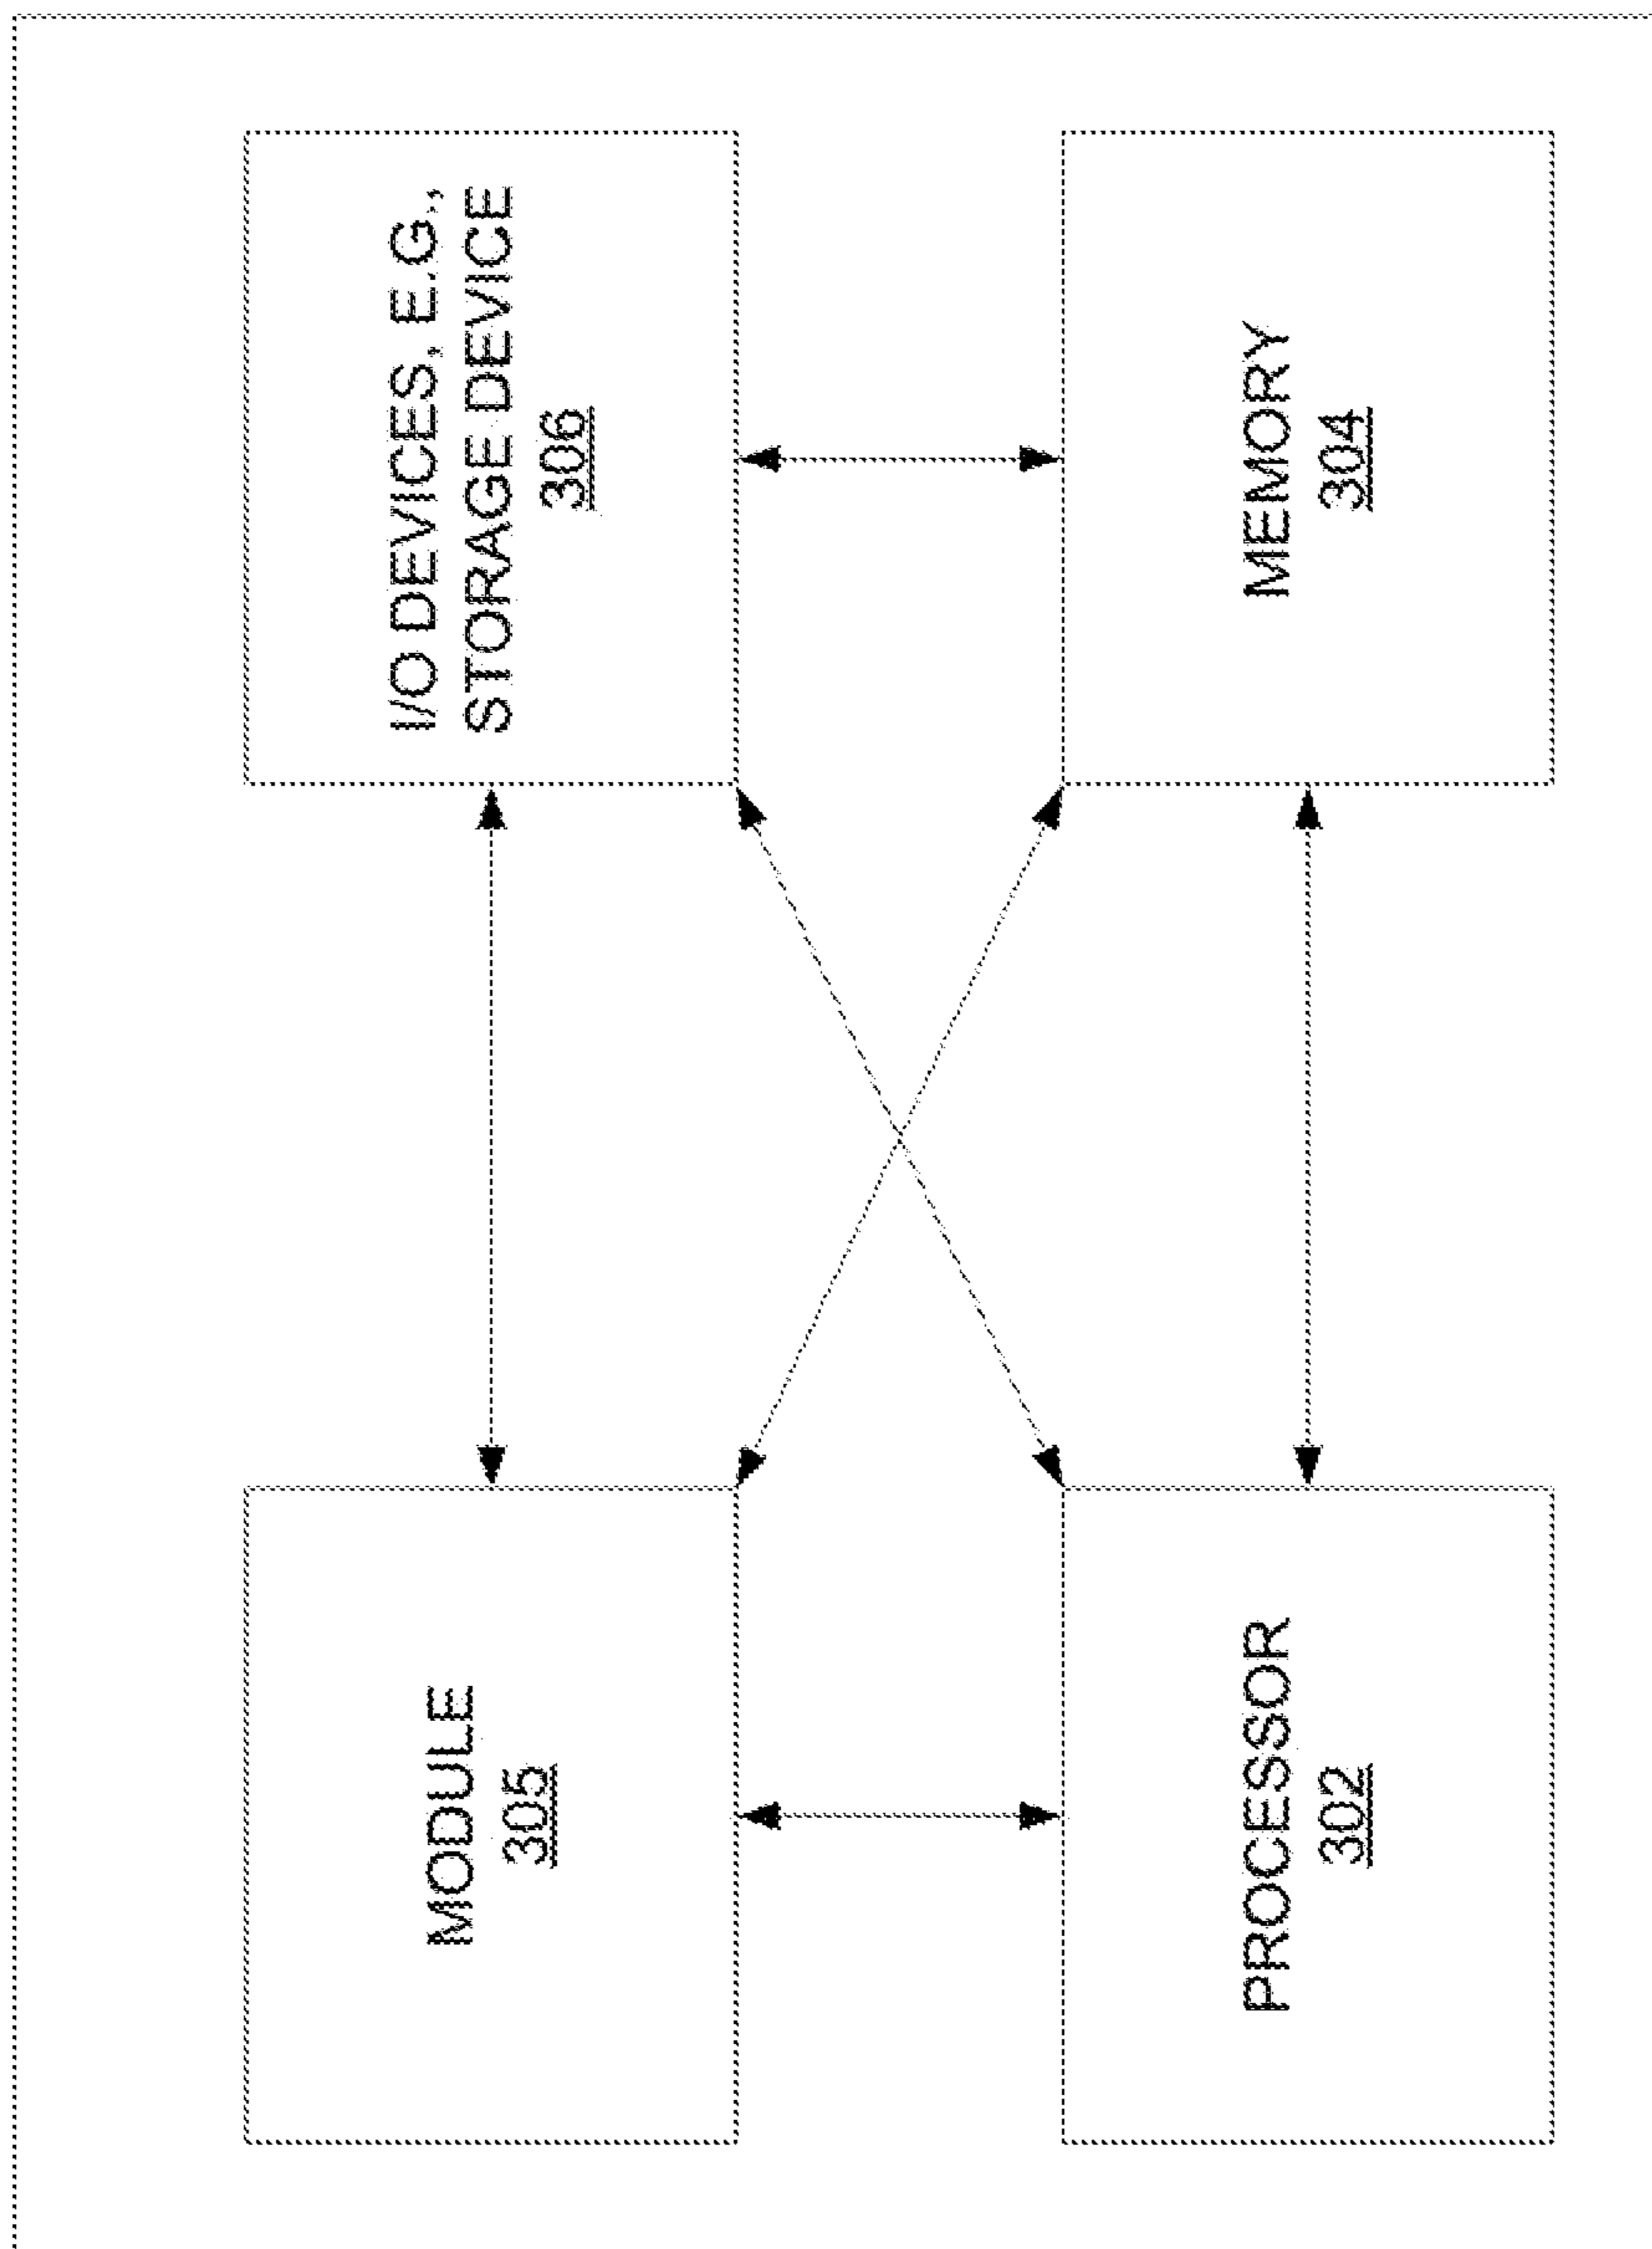 MODULE
305
I/O DEVICES, E.G.,
STORAGE DEVICE
306
PROCESSOR
302
MEMORY
304